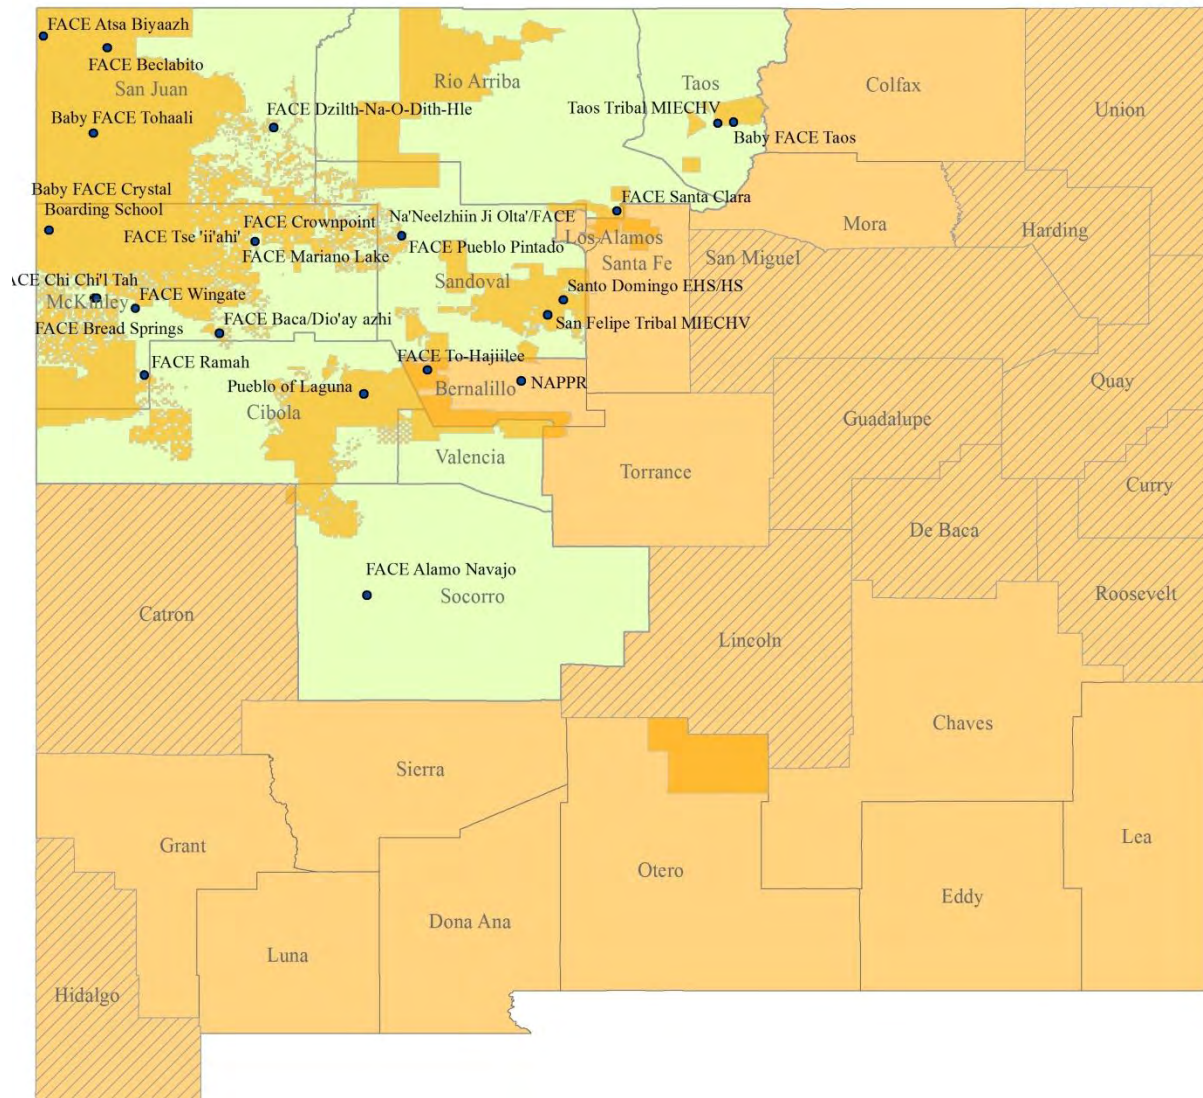 FACE Atsa Biyaazh
FACE Beclabito
San Juan
Rio Arriba
Taos
Colfax
Union
Baby FACE Tohaali
FACE Dzilth-Na-O-Dith-Hle
Taos Tribal MIECHV
Baby FACE Taos
Baby FACE Crystal
Boarding School
FACE Santa Clara
FACE Crownpoint
Na'Neelzhiin Ji Olta'/FACE
Mora
Harding
FACE Tse 'ii'ahi'
FACE Mariano Lake
FACE Pueblo Pintado
Los Alamos
Santa Fe
San Miguel
ACE Chi Chi'l Tah
McKinley
FACE Wingate
Sandoval
Santo Domingo EHS/HS
San Felipe Tribal MIECHV
FACE Bread Springs
FACE Baca/Dio'ay azhi
FACE Ramah
FACE To-Hajiilee
Pueblo of Laguna
Bernalillo
NAPPR
Quay
Cibola
Guadalupe
Valencia
Torrance
Curry
De Baca
FACE Alamo Navajo
Socorro
Roosevelt
Catron
Lincoln
Chaves
Sierra
Grant
Otero
Lea
Eddy
Dona Ana
Luna
Hidalgo